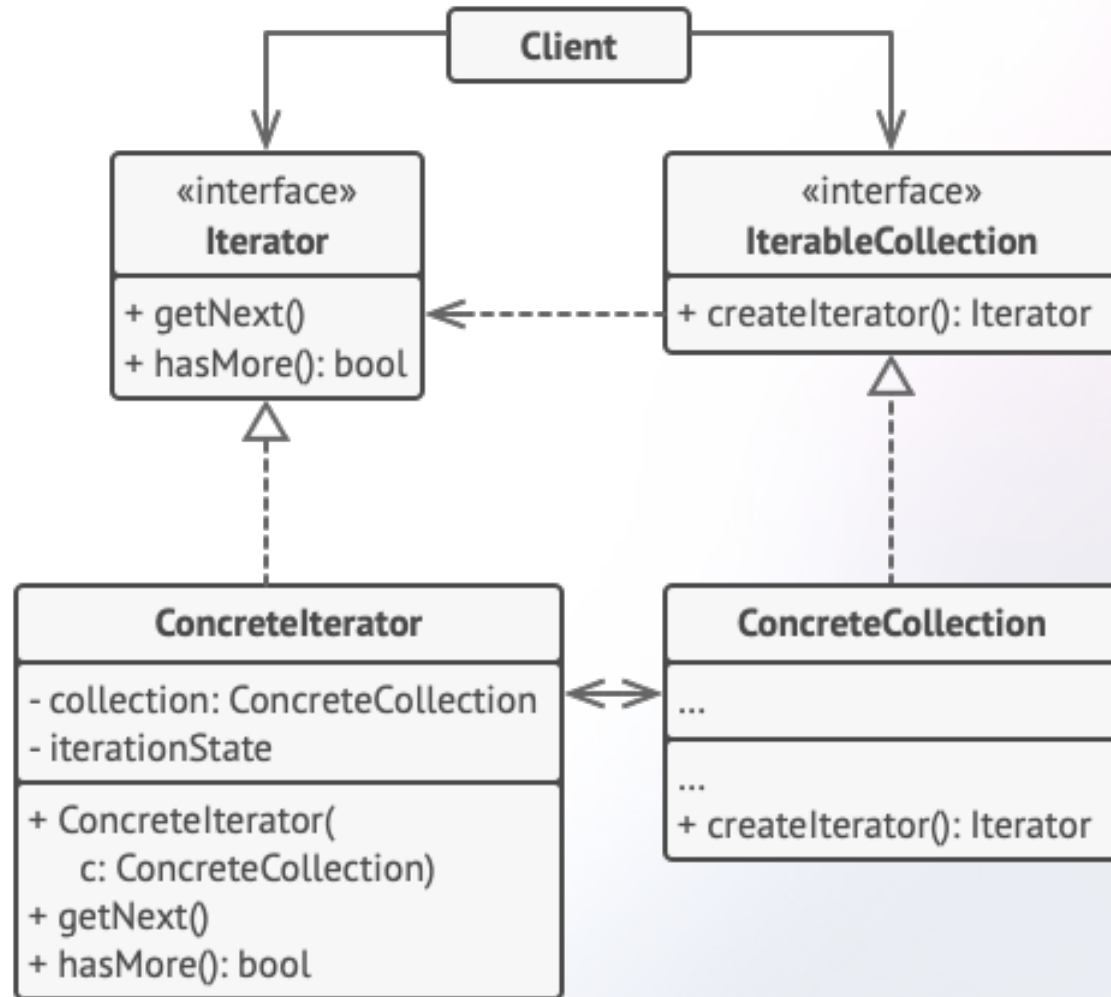 Client
«interface»
Iterator
+ getNext()
+ hasMore(): bool
«interface»
IterableCollection
+ createIterator(): Iterator
ConcreteIterator
- collection: ConcreteCollection
- iterationState
+ ConcreteIterator(
c: ConcreteCollection)
+ getNext()
+ hasMore(): bool
ConcreteCollection
...
...
+ createIterator(): Iterator